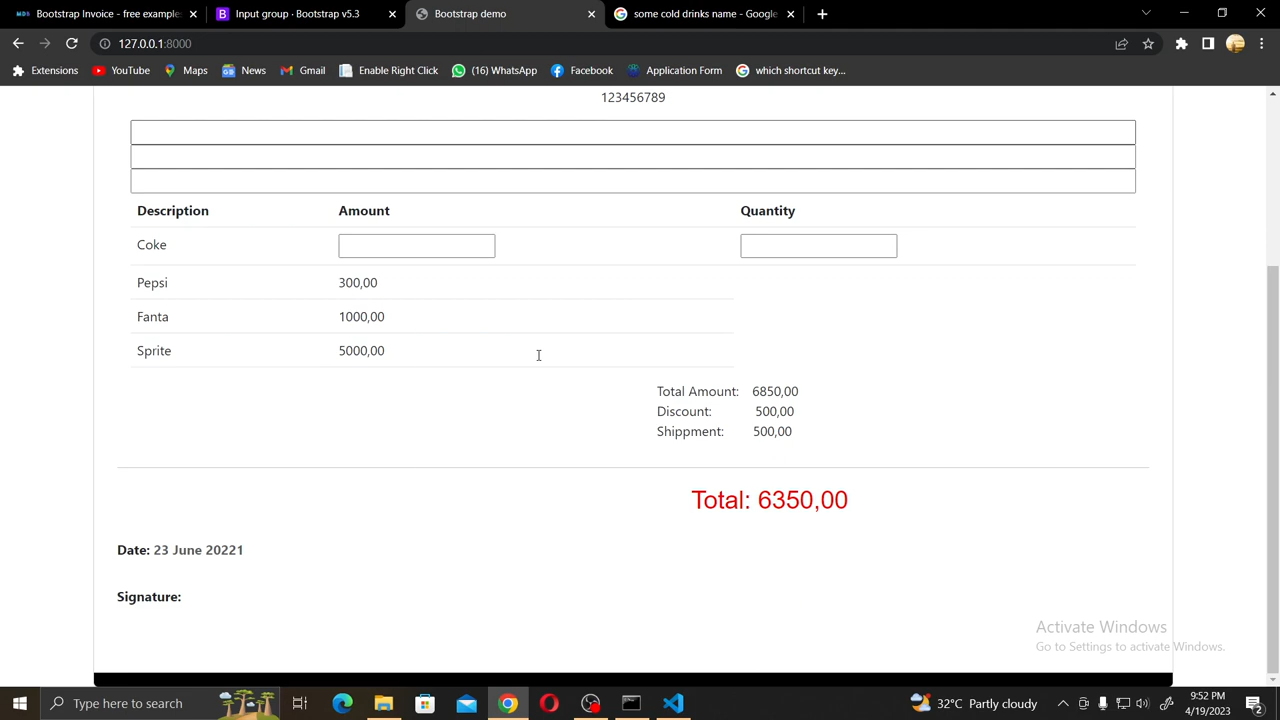 Bootstrap Invoice - free examples
Input group · Bootstrap v5.3
Bootstrap demo
some cold drinks name - Google
127.0.0.1:8000
Extensions
YouTube
Maps
News
Gmail
Enable Right Click
(16) WhatsApp
Facebook
Application Form
which shortcut key...
123456789
Description Amount Quantity
Coke
Pepsi 300,00
Fanta 1000,00
Sprite 5000,00
Total Amount: 6850,00
Discount: 500,00
Shippment: 500,00
Total: 6350,00
Date: 23 June 20221
Signature:
Activate Windows
Go to Settings to activate Windows.
Type here to search
32°C Partly cloudy
9:52 PM
4/19/2023
2